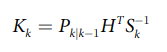 $K_k = P_{k|k-1} H^T S_k^{-1}$